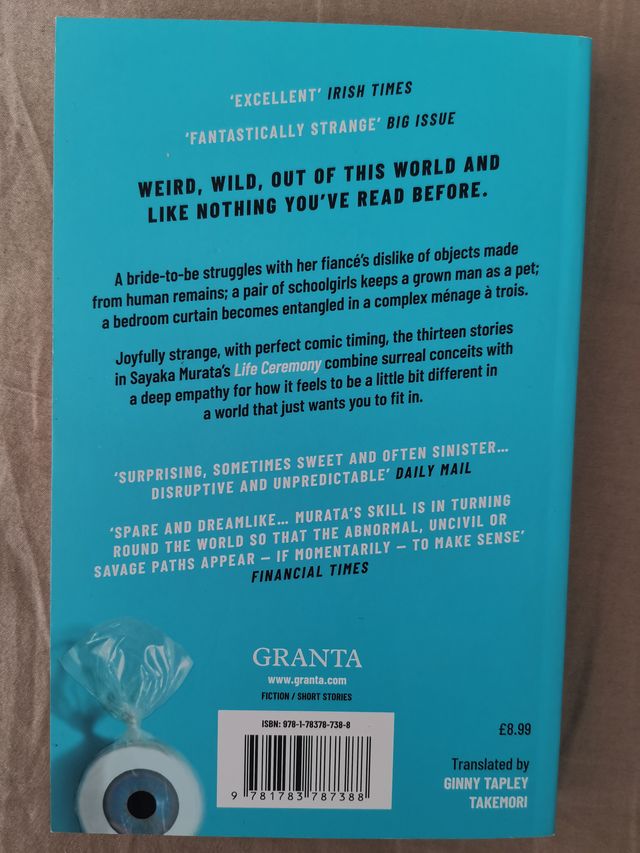 ‘EXCELLENT’ IRISH TIMES
‘FANTASTICALLY STRANGE’ BIG ISSUE
WEIRD, WILD, OUT OF THIS WORLD AND
LIKE NOTHING YOU’VE READ BEFORE.
A bride-to-be struggles with her fiancé’s dislike of objects made
from human remains; a pair of schoolgirls keeps a grown man as a pet;
a bedroom curtain becomes entangled in a complex ménage à trois.
Joyfully strange, with perfect comic timing, the thirteen stories
in Sayaka Murata’s Life Ceremony combine surreal conceits with
a deep empathy for how it feels to be a little bit different in
a world that just wants you to fit in.
‘SURPRISING, SOMETIMES SWEET AND OFTEN SINISTER...
DISRUPTIVE AND UNPREDICTABLE’ DAILY MAIL
‘SPARE AND DREAMLIKE... MURATA’S SKILL IS IN TURNING
ROUND THE WORLD SO THAT THE ABNORMAL, UNCIVIL OR
SAVAGE PATHS APPEAR – IF MOMENTARILY – TO MAKE SENSE’
FINANCIAL TIMES
GRANTA
www.granta.com
FICTION / SHORT STORIES
ISBN: 978-1-78378-738-8
9 781783 787388
£8.99
Translated by
GINNY TAPLEY
TAKEMORI